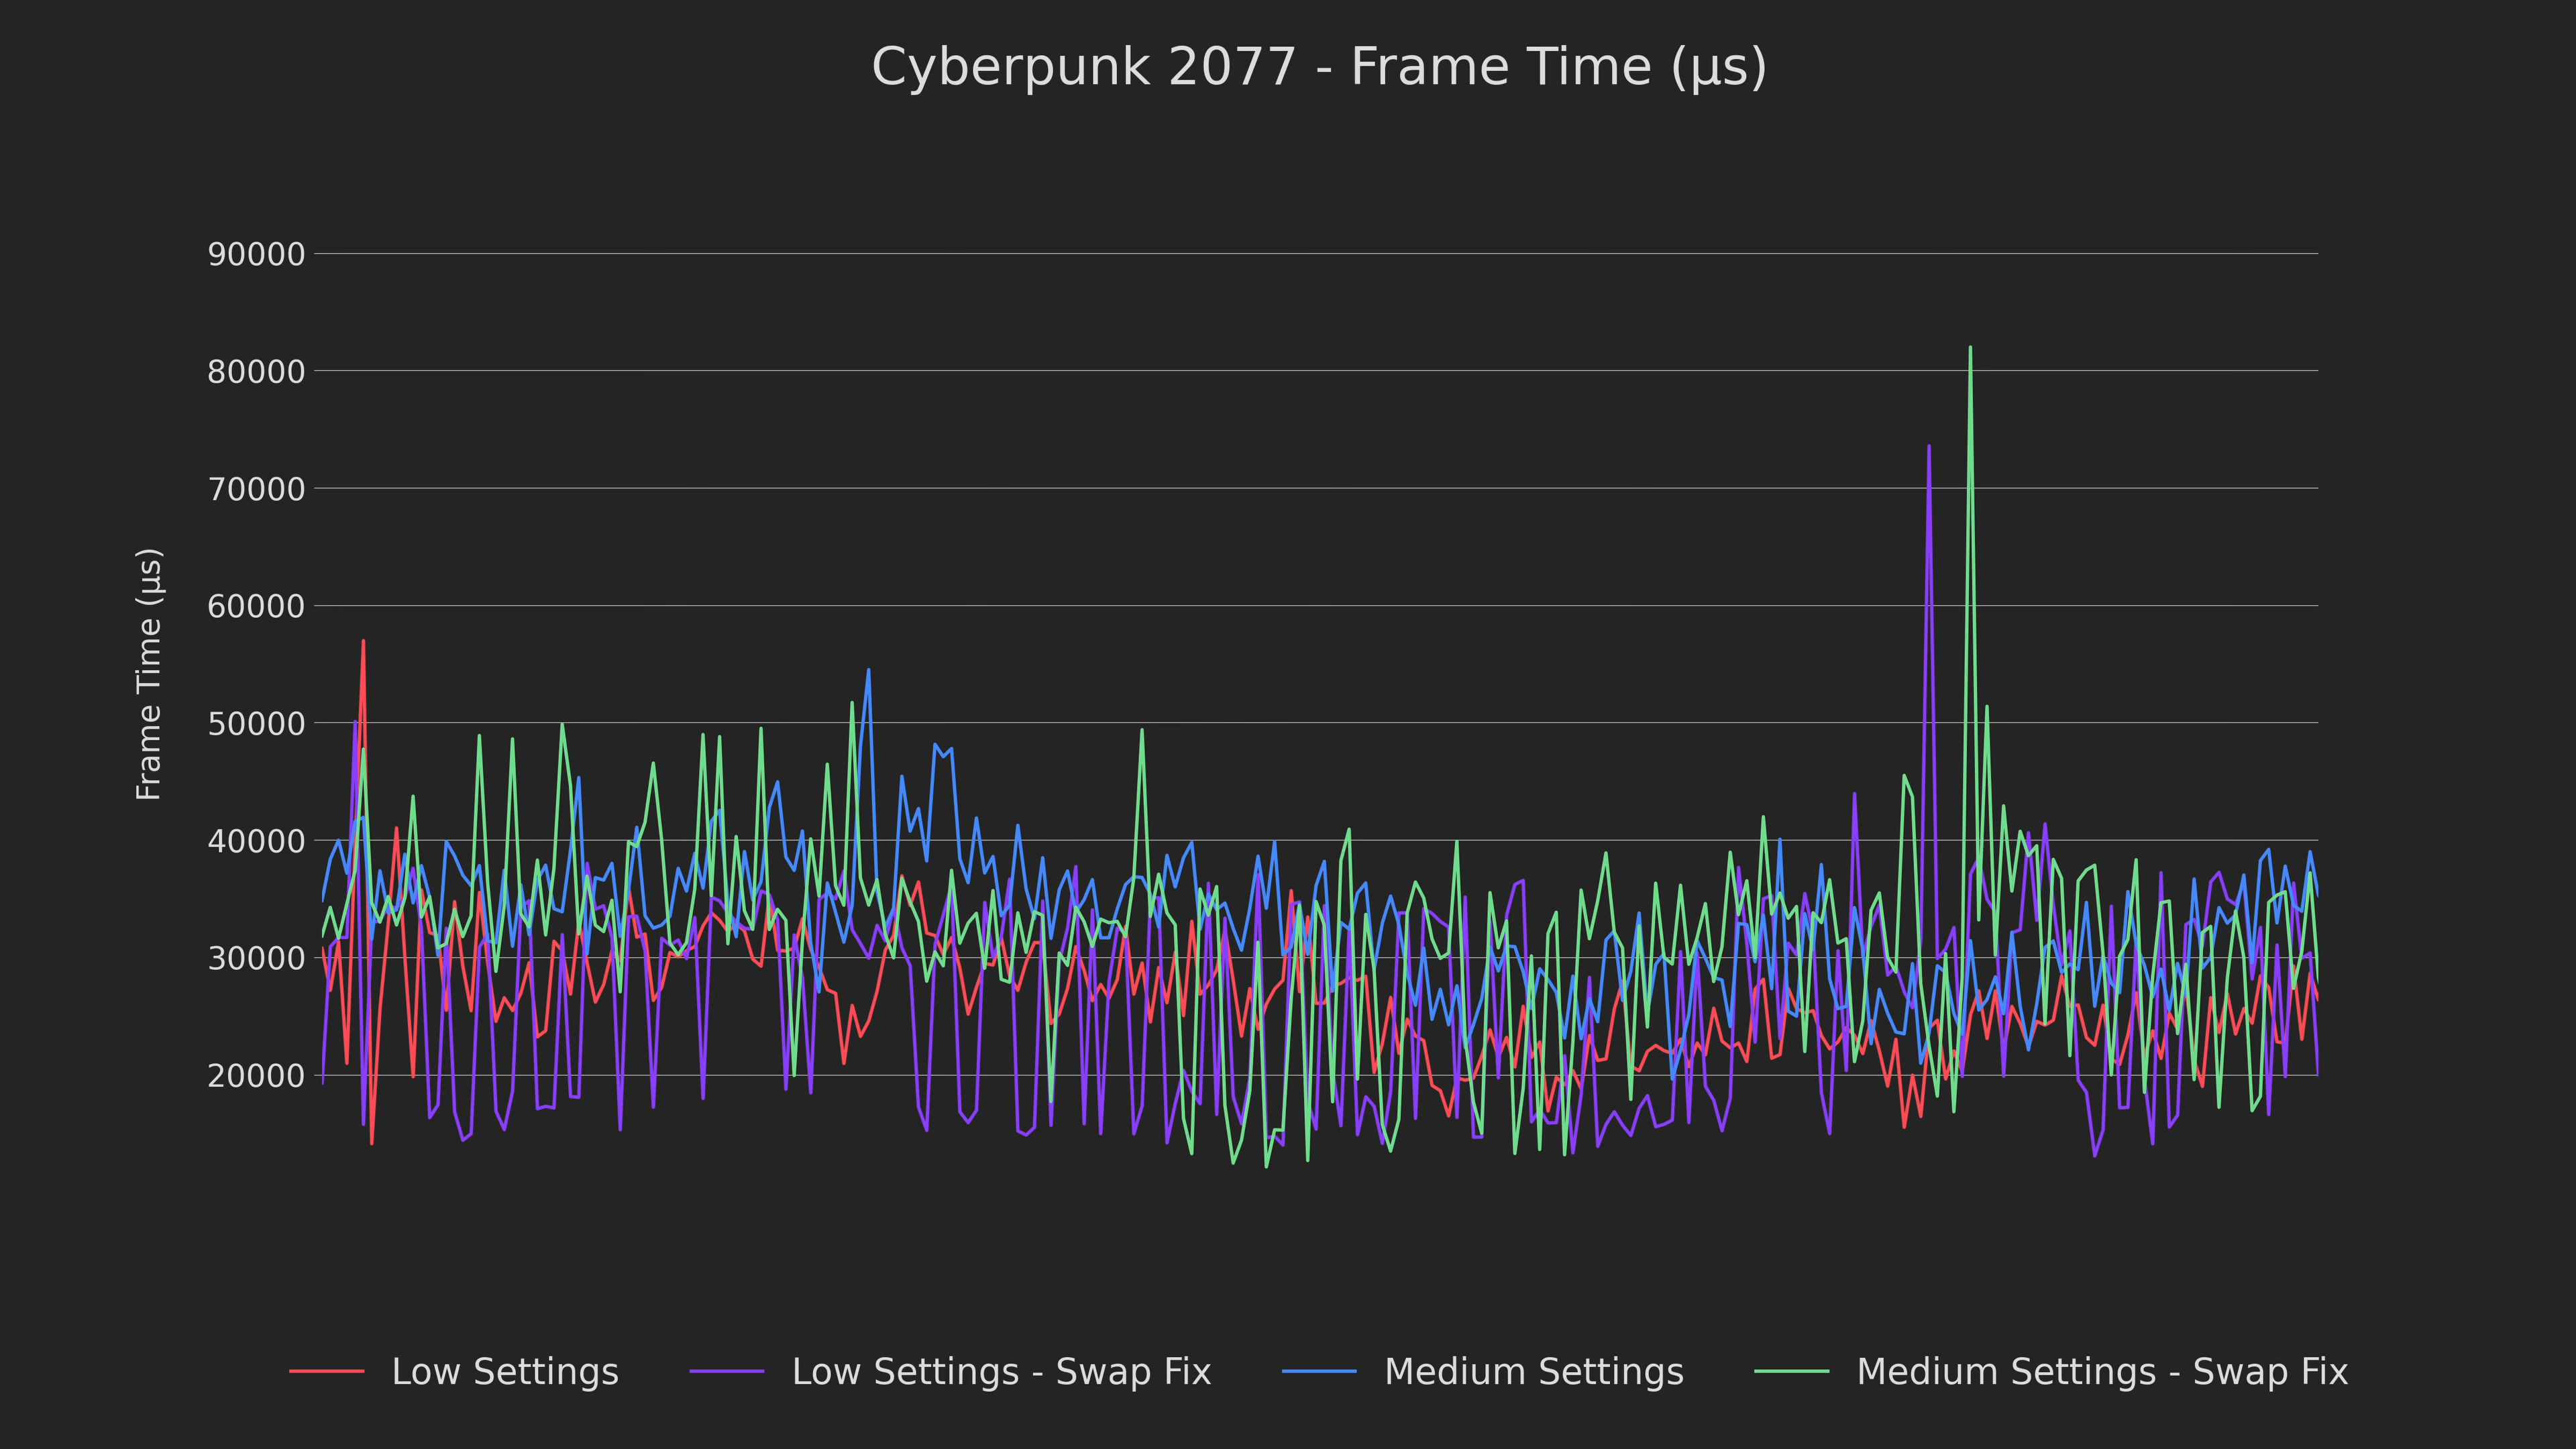 Cyberpunk 2077 - Frame Time (µs)
Frame Time (µs)
90000
80000
70000
60000
50000
40000
30000
20000
Low Settings
Low Settings - Swap Fix
Medium Settings
Medium Settings - Swap Fix